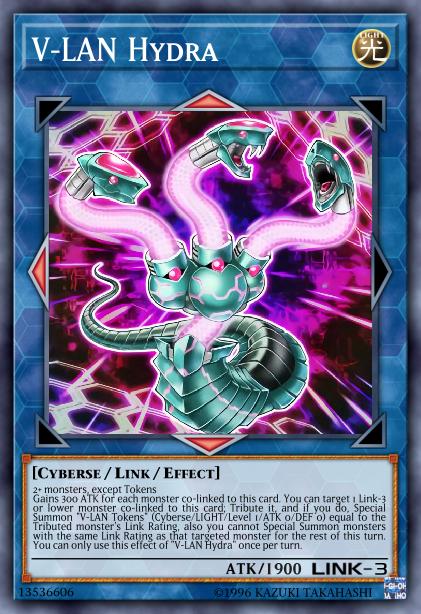 V-LAN HYDRA
LIGHT
光
[CYBERSE / LINK / EFFECT]
2+ monsters, except Tokens
Gains 300 ATK for each monster co-linked to this card. You can target 1 Link-3
or lower monster co-linked to this card; Tribute it, and if you do, Special
Summon "V-LAN Tokens" (Cyberse/LIGHT/Level 1/ATK 0/DEF 0) equal to the
Tributed monster's Link Rating, also you cannot Special Summon monsters
with the same Link Rating as that targeted monster for the rest of this turn.
You can only use this effect of "V-LAN Hydra" once per turn.
ATK/1900 LINK-3
13536606 ©1996 KAZUKI TAKAHASHI